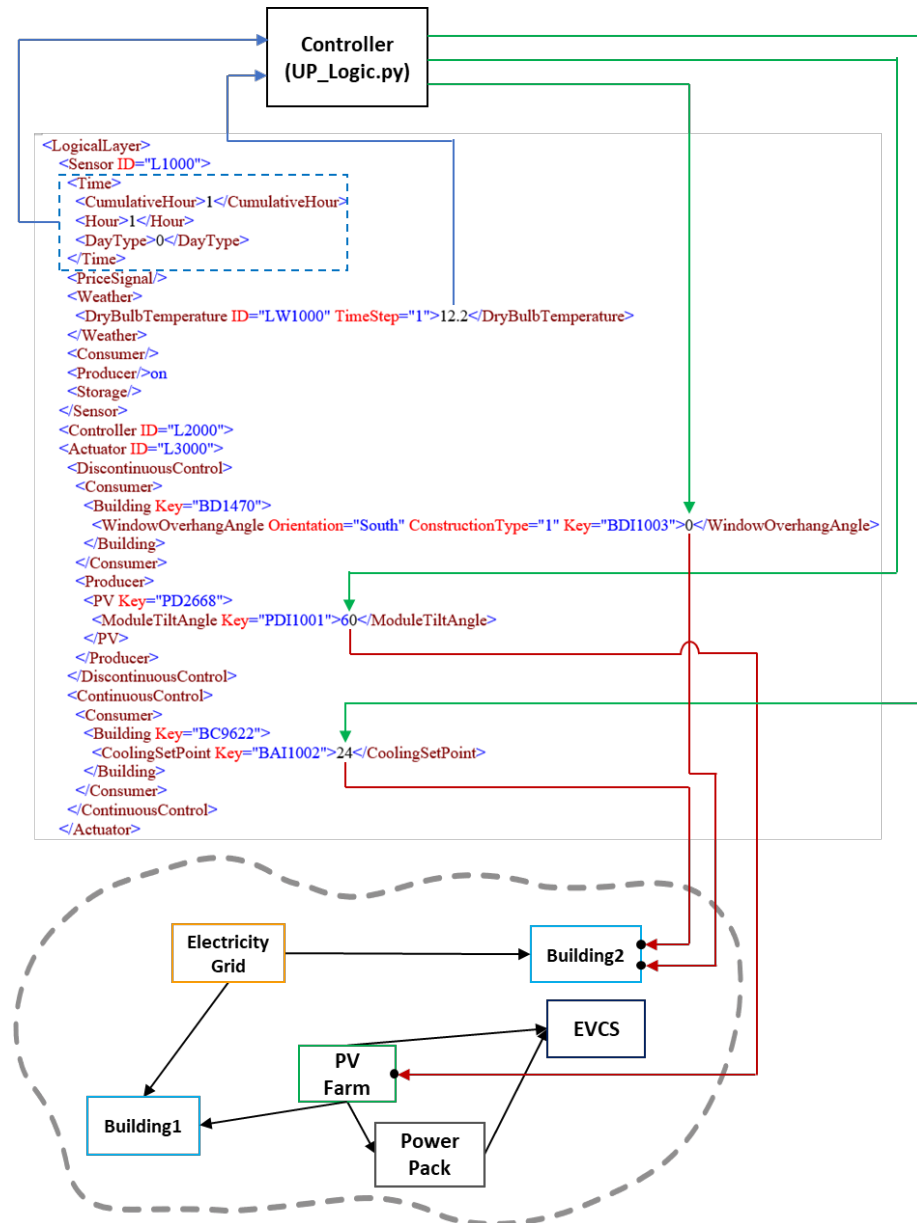 Controller
(UP_Logic.py)
<LogicalLayer>
<Sensor ID="L1000">
<Time>
<CumulativeHour>1</CumulativeHour>
<Hour>1</Hour>
<DayType>0</DayType>
</Time>
<PriceSignal/>
<Weather>
<DryBulbTemperature ID="LW1000" TimeStep="1">12.2</DryBulbTemperature>
</Weather>
<Consumer/>
<Producer/>on
<Storage/>
</Sensor>
<Controller ID="L2000">
<Actuator ID="L3000">
<DiscontinuousControl>
<Consumer>
<Building Key="BD1470">
<WindowOverhangAngle Orientation="South" ConstructionType="1" Key="BDI1003">0</WindowOverhangAngle>
</Building>
</Consumer>
<Producer>
<PV Key="PD2668">
<ModuleTiltAngle Key="PDI1001">60</ModuleTiltAngle>
</PV>
</Producer>
</DiscontinuousControl>
<ContinuousControl>
<Consumer>
<Building Key="BC9622">
<CoolingSetPoint Key="BAI1002">24</CoolingSetPoint>
</Building>
</Consumer>
</ContinuousControl>
</Actuator>
Electricity
Grid
Building2
EVCS
PV
Farm
Building1
Power
Pack